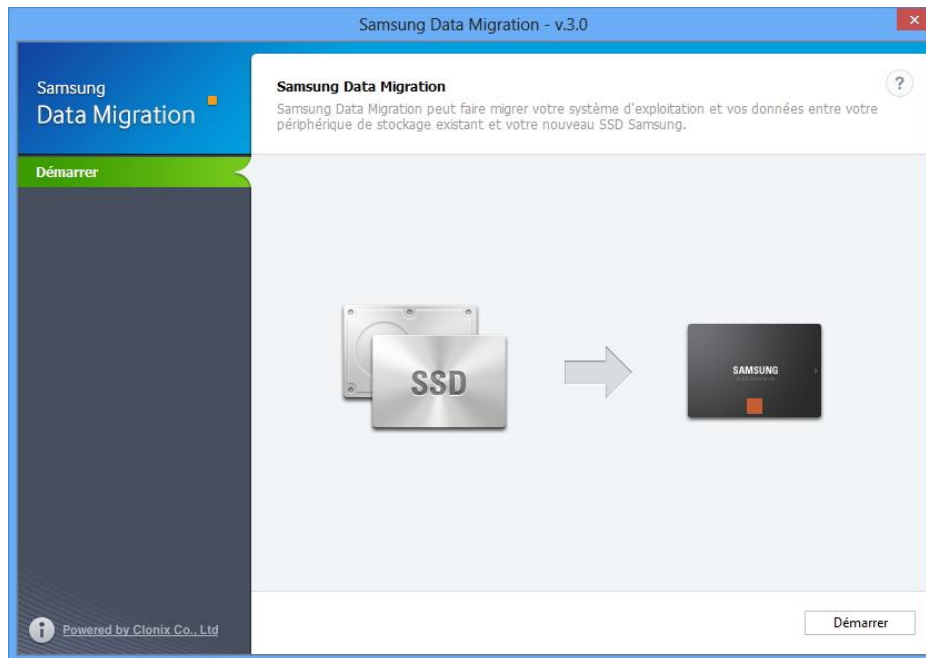 Samsung Data Migration - v.3.0
Samsung
Data Migration
Samsung Data Migration
?
Samsung Data Migration peut faire migrer votre système d'exploitation et vos données entre votre
périphérique de stockage existant et votre nouveau SSD Samsung.
Démarrer
SSD
SAMSUNG
Powered by Clonix Co., Ltd
Démarrer